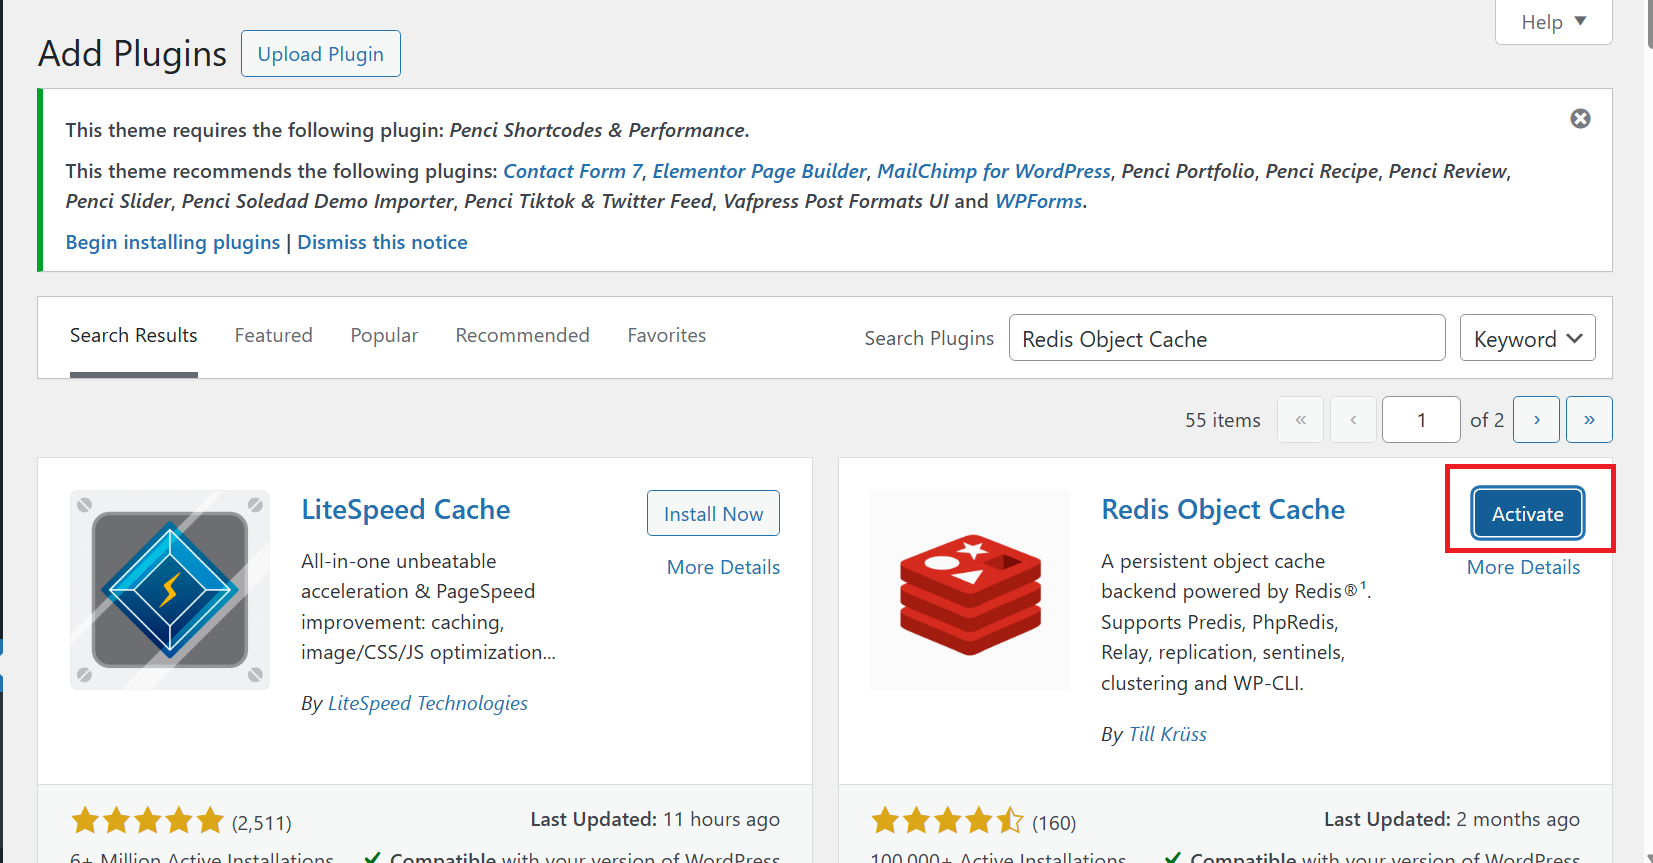 Help
Add Plugins Upload Plugin
This theme requires the following plugin: Penci Shortcodes & Performance.
This theme recommends the following plugins: Contact Form 7, Elementor Page Builder, MailChimp for WordPress, Penci Portfolio, Penci Recipe, Penci Review,
Penci Slider, Penci Soledad Demo Importer, Penci Tiktok & Twitter Feed, Vafpress Post Formats UI and WPForms.
Begin installing plugins | Dismiss this notice
Search Results Featured Popular Recommended Favorites Search Plugins Redis Object Cache Keyword
55 items « ‹ 1 of 2 › »
LiteSpeed Cache
Install Now
More Details
All-in-one unbeatable
acceleration & PageSpeed
improvement: caching,
image/CSS/JS optimization...
By LiteSpeed Technologies
(2,511)
Last Updated: 11 hours ago
6+ Million Active Installations
Compatible with your version of WordPress
Redis Object Cache
Activate
More Details
A persistent object cache
backend powered by Redis®¹.
Supports Predis, PhpRedis,
Relay, replication, sentinels,
clustering and WP-CLI.
By Till Krüss
(160)
Last Updated: 2 months ago
100,000+ Active Installations
Compatible with your version of WordPress